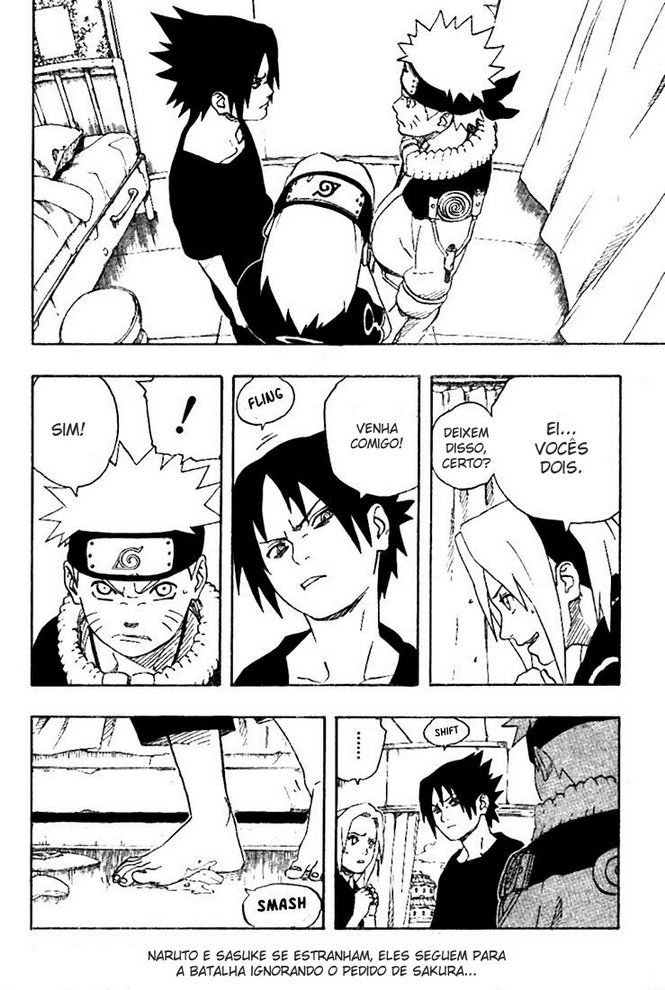 EI...
VOCÊS
DOIS.
DEIXEM
DISSO,
CERTO?
VENHA
COMIGO!
FLING
!
SIM!
SHIFT
........
SMASH
NARUTO E SASUKE SE ESTRANHAM, ELES SEGUEM PARA
A BATALHA IGNORANDO O PEDIDO DE SAKURA...